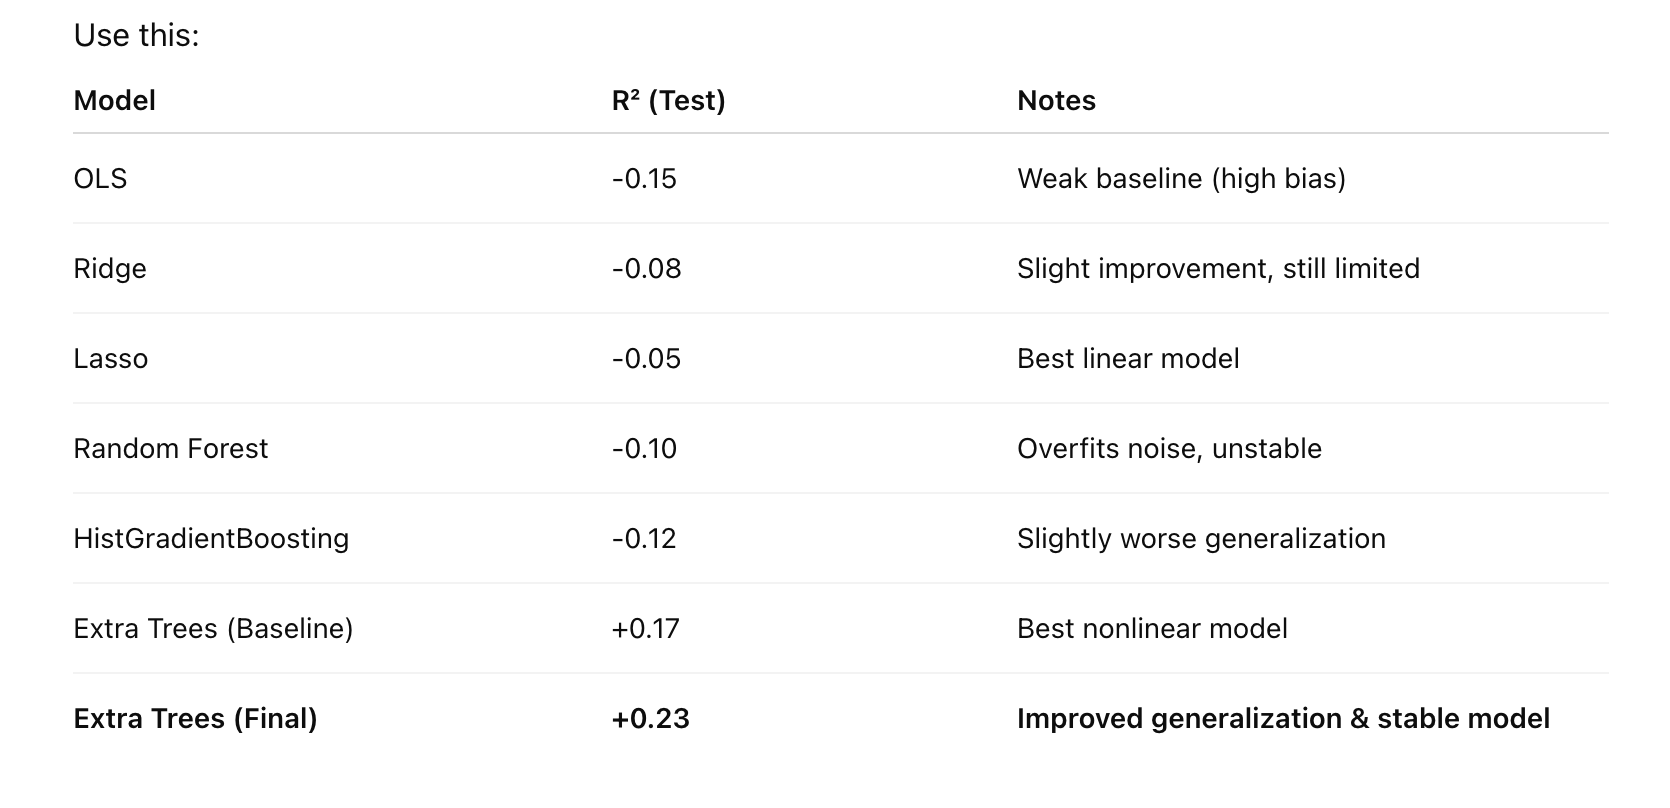 Use this:
Model R² (Test) Notes
OLS -0.15 Weak baseline (high bias)
Ridge -0.08 Slight improvement, still limited
Lasso -0.05 Best linear model
Random Forest -0.10 Overfits noise, unstable
HistGradientBoosting -0.12 Slightly worse generalization
Extra Trees (Baseline) +0.17 Best nonlinear model
Extra Trees (Final) +0.23 Improved generalization & stable model